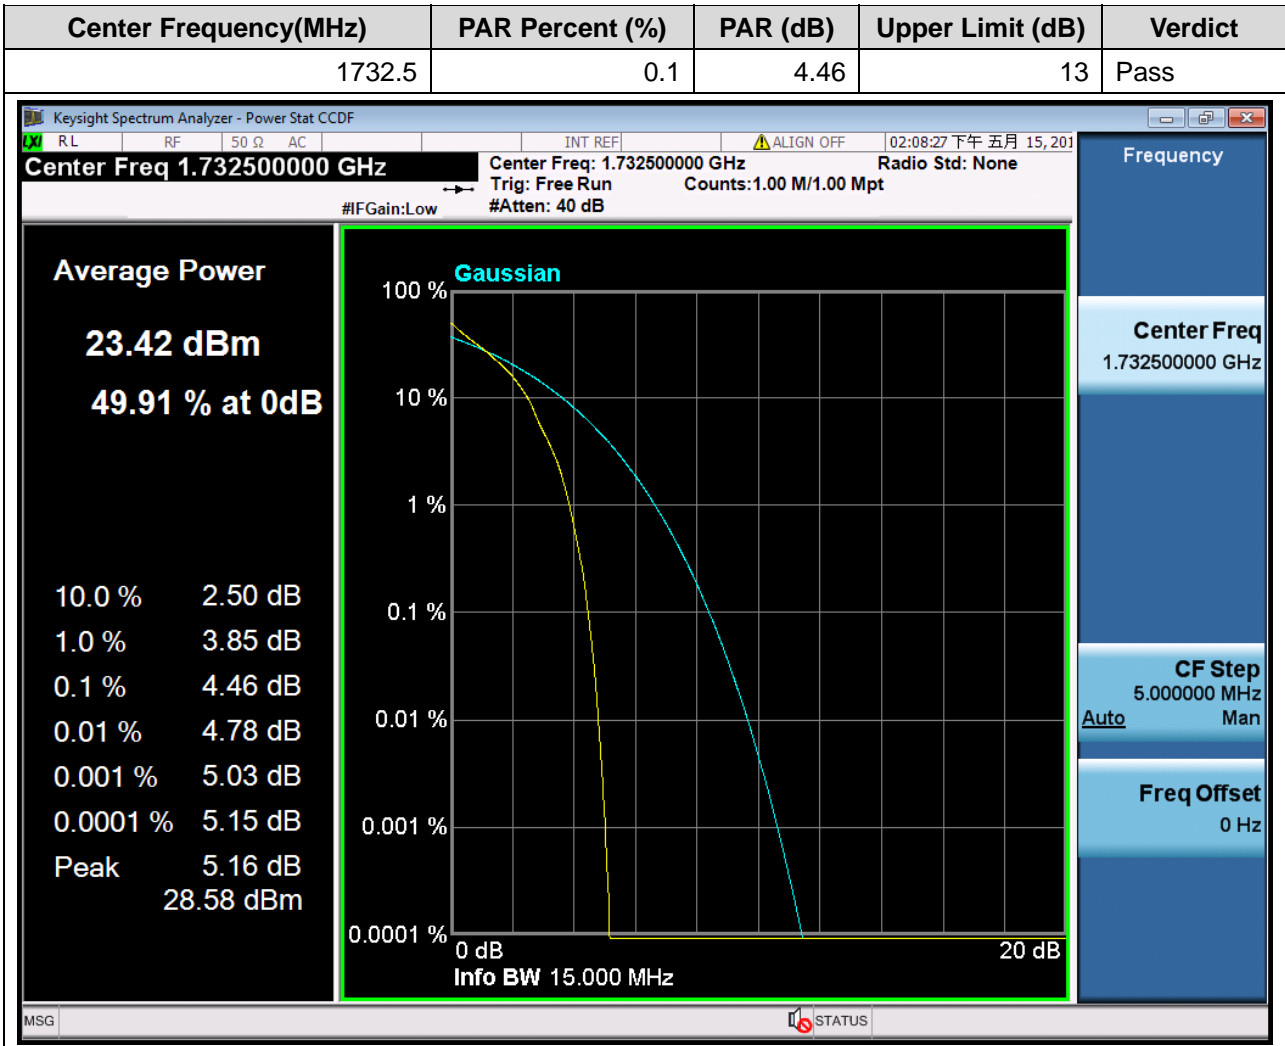 Center Frequency(MHz) PAR Percent (%) PAR (dB) Upper Limit (dB) Verdict
1732.5 0.1 4.46 13 Pass
Keysight Spectrum Analyzer - Power Stat CCDF
LXI RL RF 50 Ω AC INT REF ALIGN OFF 02:08:27 下午 五月 15, 201
Center Freq 1.732500000 GHz
Center Freq: 1.732500000 GHz Radio Std: None
Trig: Free Run Counts:1.00 M/1.00 Mpt
#IFGain:Low #Atten: 40 dB
Average Power
23.42 dBm
49.91 % at 0dB
10.0 % 2.50 dB
1.0 % 3.85 dB
0.1 % 4.46 dB
0.01 % 4.78 dB
0.001 % 5.03 dB
0.0001 % 5.15 dB
Peak 5.16 dB
28.58 dBm
Gaussian
100 %
10 %
1 %
0.1 %
0.01 %
0.001 %
0.0001 %
0 dB 20 dB
Info BW 15.000 MHz
Frequency
Center Freq
1.732500000 GHz
CF Step
5.000000 MHz
Auto Man
Freq Offset
0 Hz
MSG STATUS